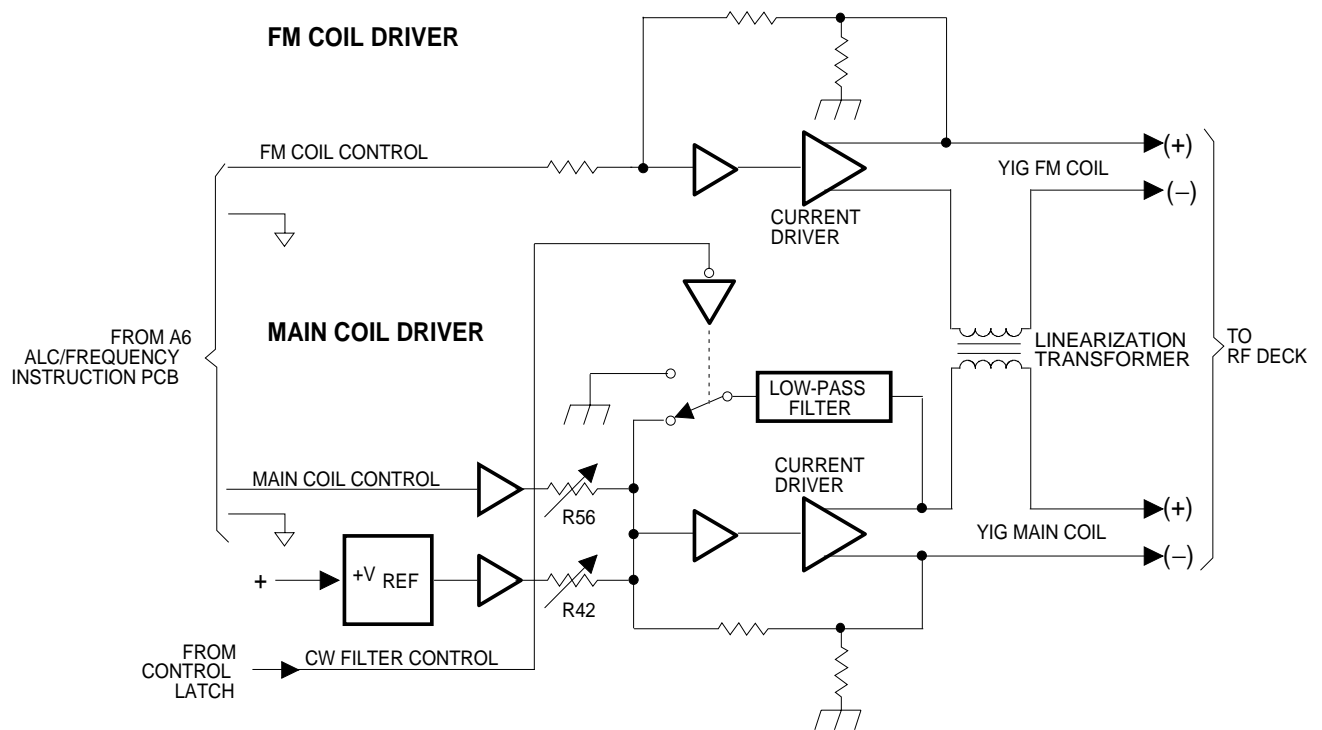 FM COIL DRIVER
FM COIL CONTROL
(+)
YIG FM COIL
(−)
CURRENT
DRIVER
MAIN COIL DRIVER
FROM A6
ALC/FREQUENCY
INSTRUCTION PCB
LINEARIZATION
TRANSFORMER
TO
RF DECK
LOW-PASS
FILTER
MAIN COIL CONTROL
CURRENT
DRIVER
R56
(+)
YIG MAIN COIL
(−)
+
+V REF
R42
FROM
CONTROL
LATCH
CW FILTER CONTROL